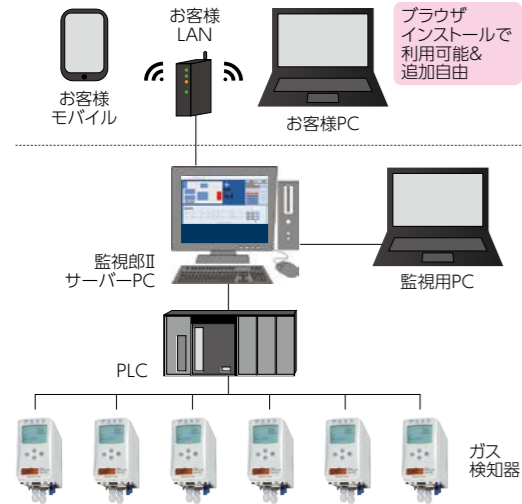 お客様
LAN
ブラウザ
インストールで
利用可能&
追加自由
お客様
モバイル
お客様PC
監視郎Ⅱ
サーバーPC
監視用PC
PLC
ガス
検知器